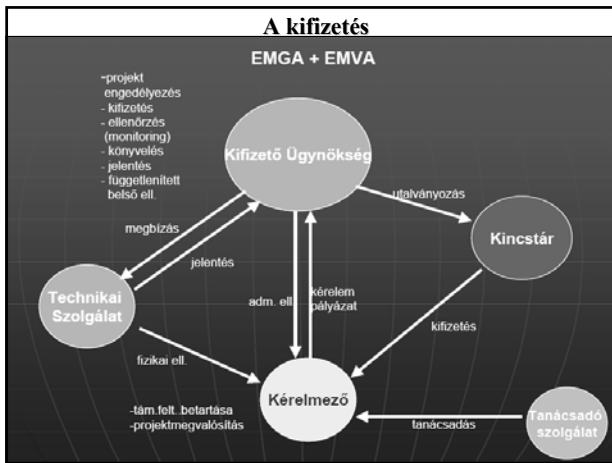 A kifizetés
EMGA + EMVA
-projekt
engedélyezés
- kifizetés
- ellenőrzés
(monitoring)
- könyvelés
- jelentés
- függetlenített
belső ell.
Kifizető Ügynökség
utalványozás
megbízás
Kincstár
jelentés
Technikai
Szolgálat
adm. ell.
kérelem
pályázat
kifizetés
fizikai ell.
Kérelmező
-tám.felt..betartása
-projektmegvalósítás
tanácsadás
Tanácsadó
szolgálat